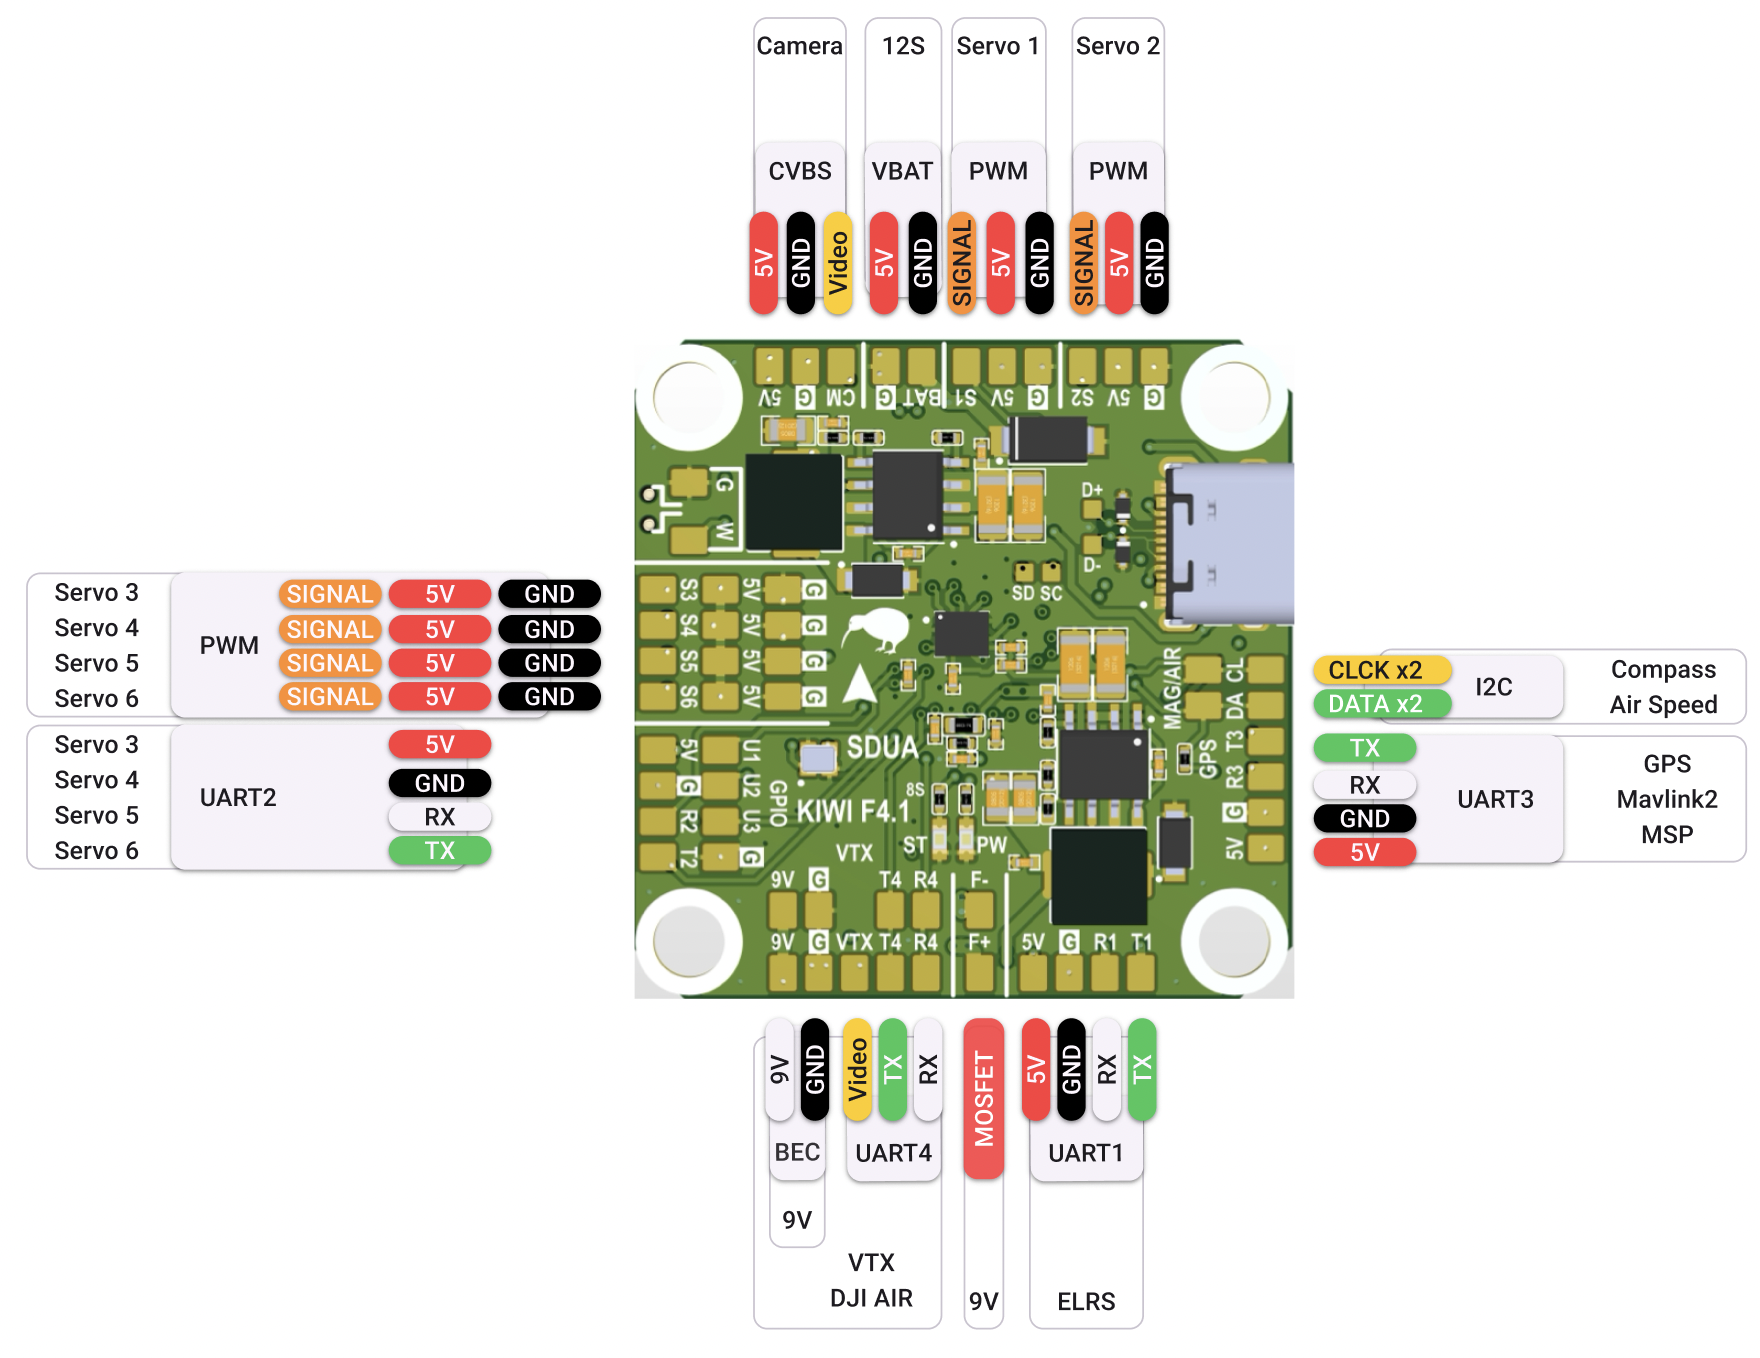 Camera 12S Servo 1 Servo 2
CVBS VBAT PWM PWM
5V GND Video 5V GND SIGNAL 5V GND SIGNAL 5V GND
5V G CM G BAT S1 5V G S2 5V G
G
W
D+
D-
SD SC
Servo 3 SIGNAL 5V GND
Servo 4 SIGNAL 5V GND
PWM
Servo 5 SIGNAL 5V GND
Servo 6 SIGNAL 5V GND
S3 5V G
S4 5V G
S5 5V G
S6 5V G
Servo 3 5V
Servo 4 GND
UART2
Servo 5 RX
Servo 6 TX
5V U1
G U2
R2 U3
T2 G
GPIO
SDUA
KIWI F4.1
8S
ST PW
MAG/AIR
CL
DA
GPS
T3
R3
G
5V
CLCK x2
DATA x2
I2C
Compass
Air Speed
TX
RX
GND
5V
UART3
GPS
Mavlink2
MSP
VTX
9V G T4 R4 F-
9V G VTX T4 R4 F+ 5V G R1 T1
9V GND Video TX RX MOSFET 5V GND RX TX
BEC UART4 UART1
9V
VTX
DJI AIR
9V
ELRS